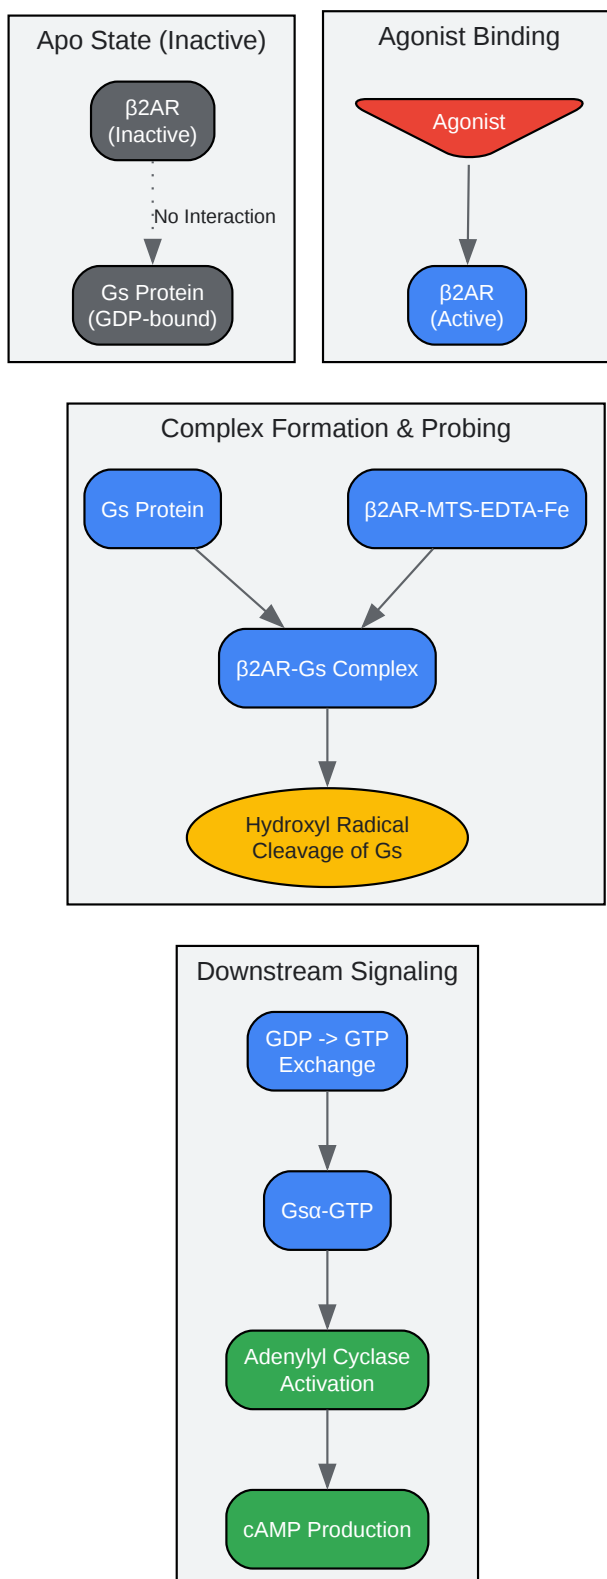 Apo State (Inactive)
β2AR
(Inactive)
No Interaction
Gs Protein
(GDP-bound)
Agonist Binding
Agonist
β2AR
(Active)
Complex Formation & Probing
Gs Protein
β2AR-MTS-EDTA-Fe
β2AR-Gs Complex
Hydroxyl Radical
Cleavage of Gs
Downstream Signaling
GDP -> GTP
Exchange
Gsα-GTP
Adenylyl Cyclase
Activation
cAMP Production